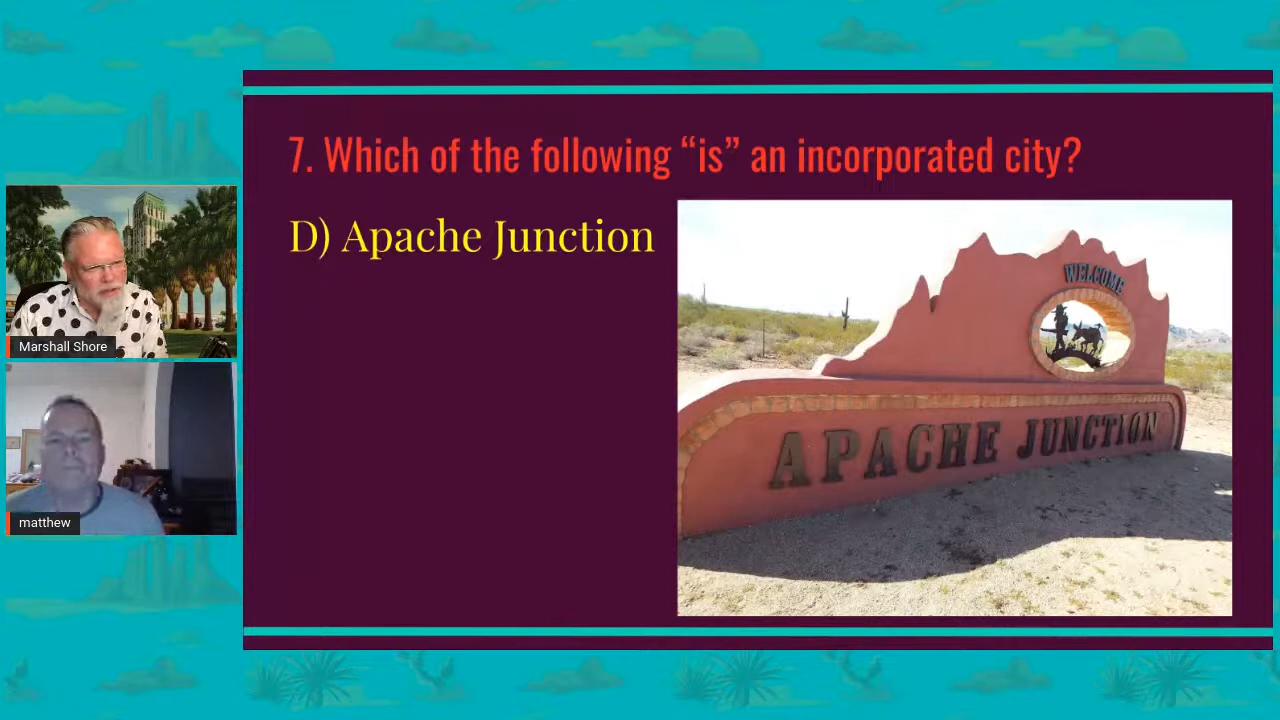 7. Which of the following “is” an incorporated city?
D) Apache Junction
WELCOME
APACHE JUNCTION
Marshall Shore
matthew